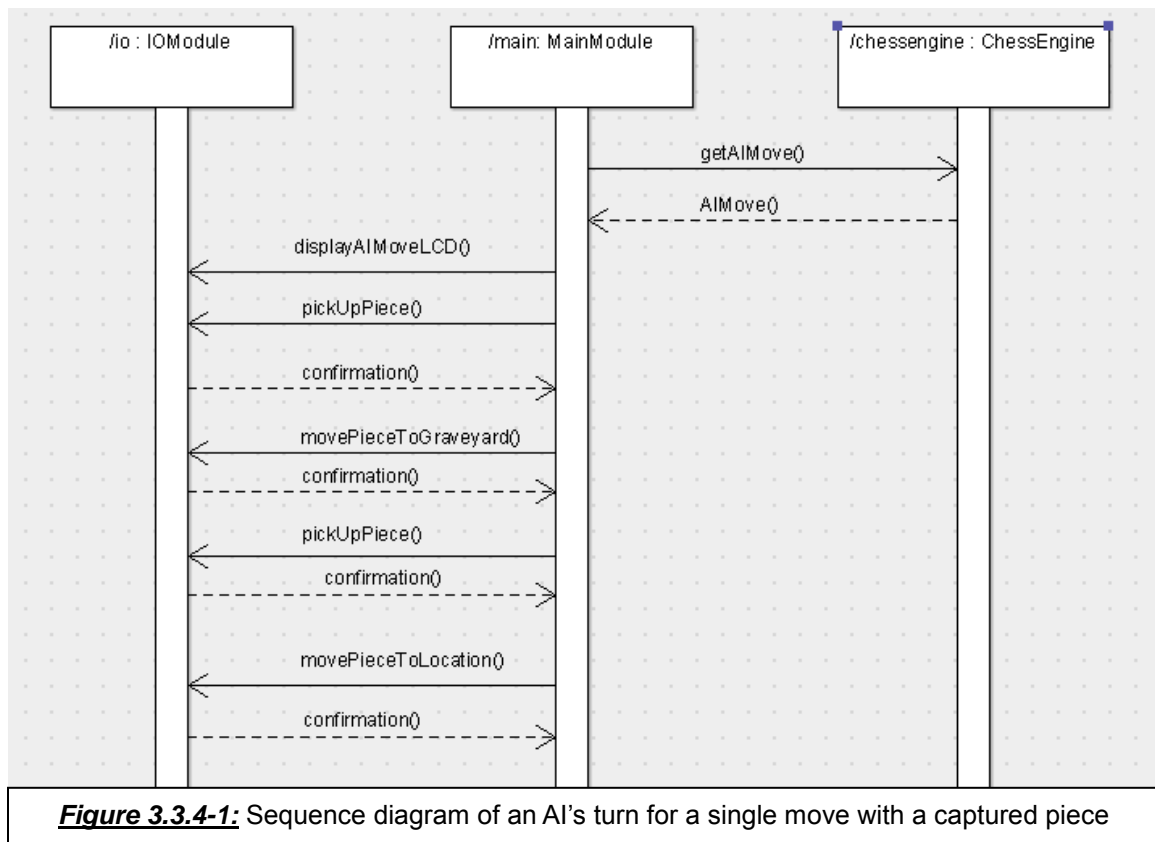 /io : IOModule
/main: MainModule
/chessengine : ChessEngine
getAIMove()
AIMove()
displayAIMoveLCD()
pickUpPiece()
confirmation()
movePieceToGraveyard()
confirmation()
pickUpPiece()
confirmation()
movePieceToLocation()
confirmation()
Figure 3.3.4-1: Sequence diagram of an AI’s turn for a single move with a captured piece